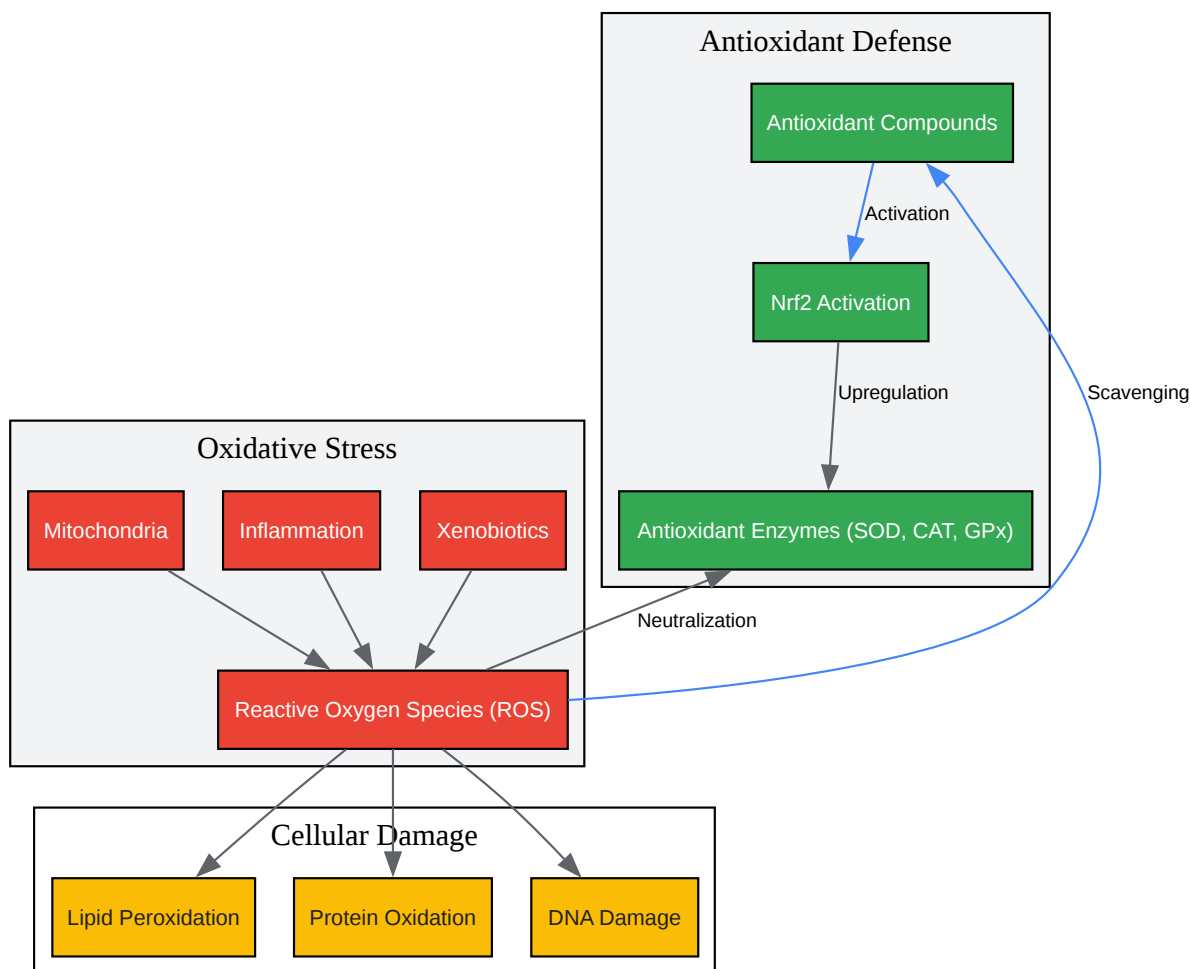 Antioxidant Defense
Antioxidant Compounds
Activation
Nrf2 Activation
Upregulation
Scavenging
Oxidative Stress
Mitochondria
Inflammation
Xenobiotics
Antioxidant Enzymes (SOD, CAT, GPx)
Neutralization
Reactive Oxygen Species (ROS)
Cellular Damage
Lipid Peroxidation
Protein Oxidation
DNA Damage